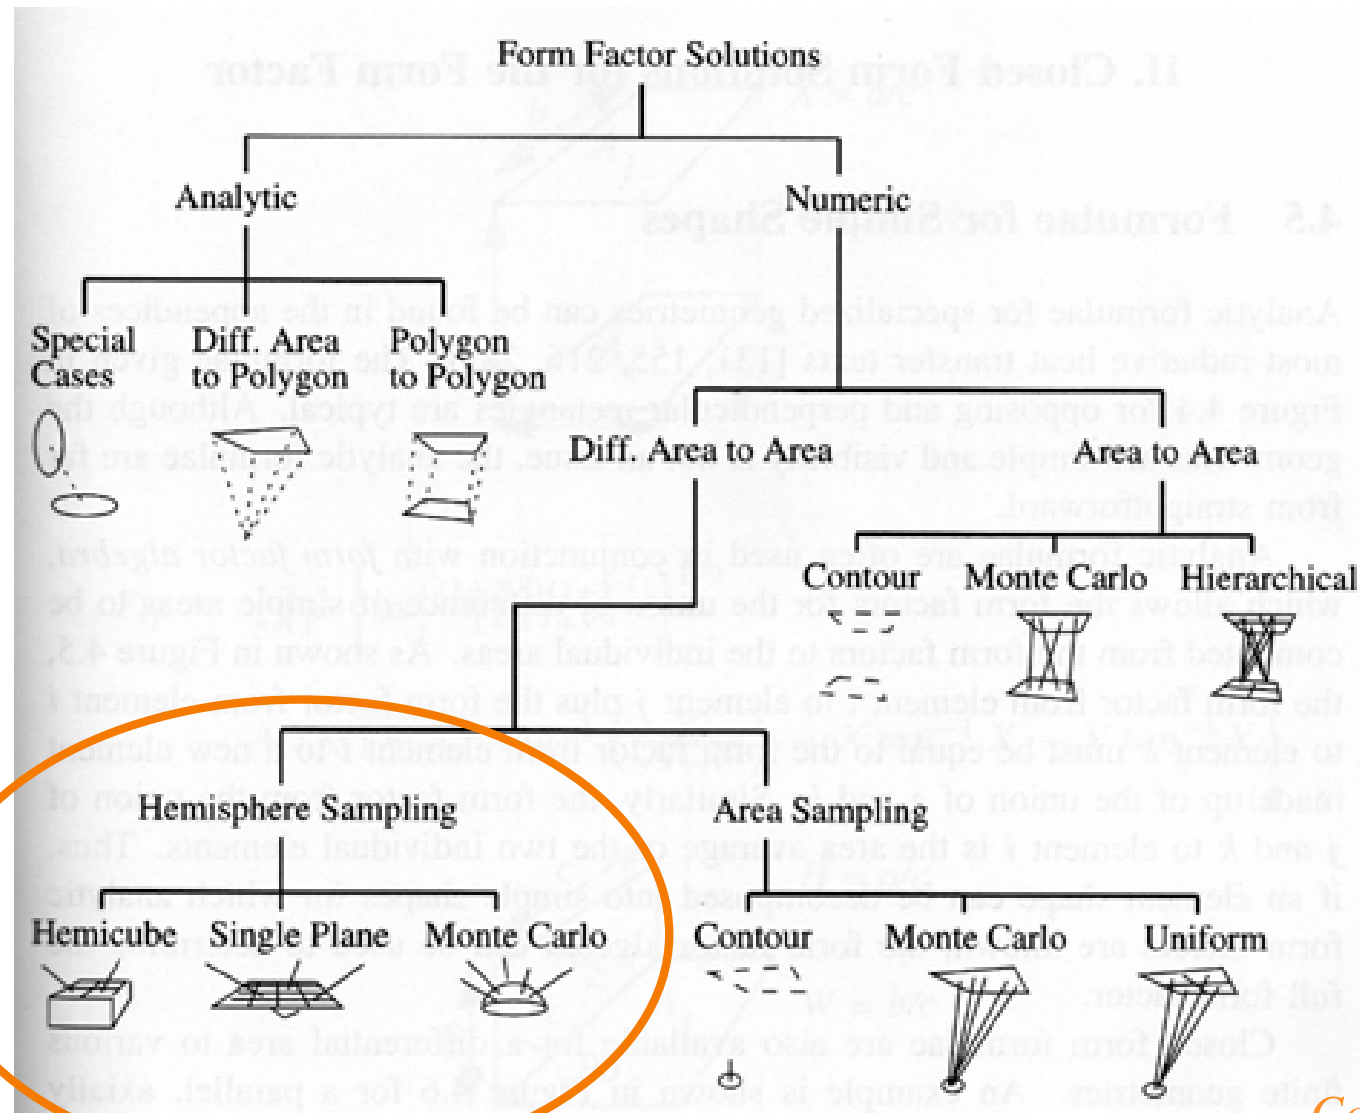 Form Factor Solutions
Analytic
Numeric
Special
Cases
Diff. Area
to Polygon
Polygon
to Polygon
Diff. Area to Area
Area to Area
Contour
Monte Carlo
Hierarchical
Hemisphere Sampling
Area Sampling
Hemicube
Single Plane
Monte Carlo
Contour
Monte Carlo
Uniform